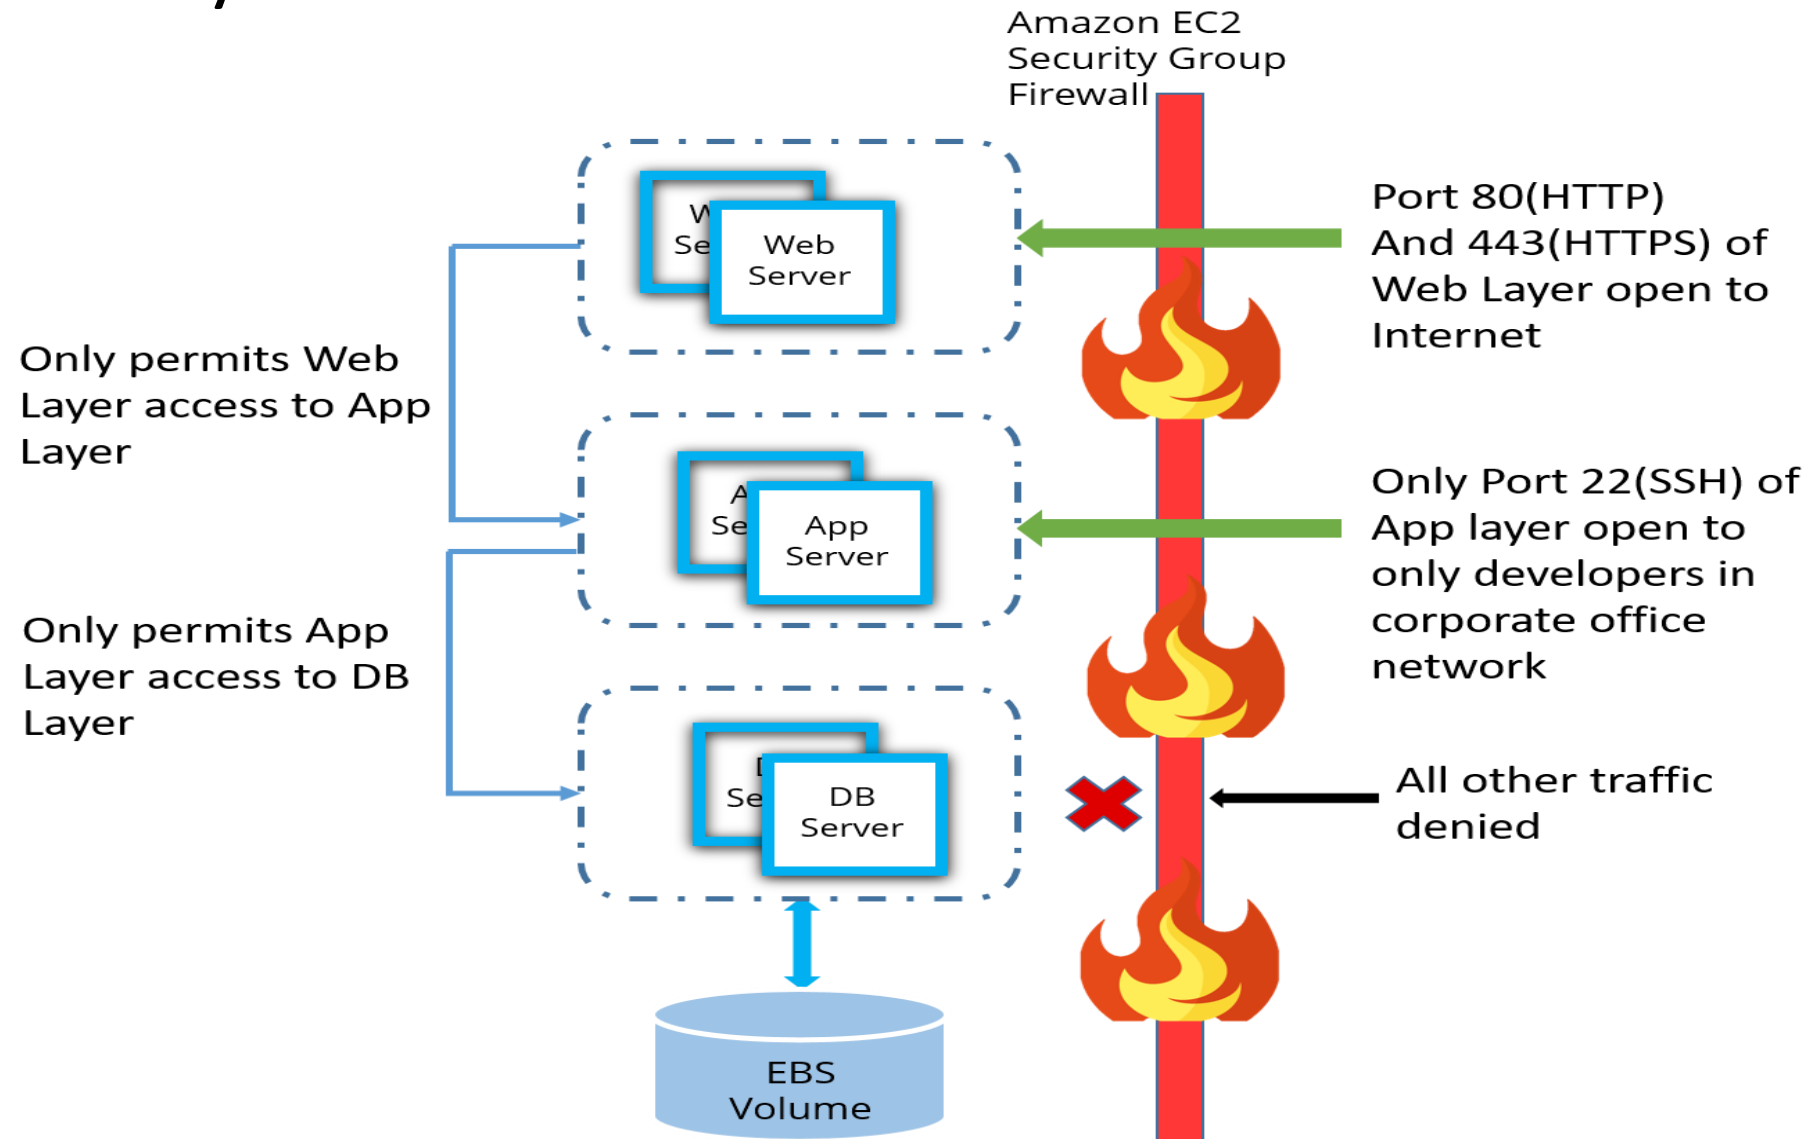 Amazon EC2
Security Group
Firewall
Port 80(HTTP)
And 443(HTTPS) of
Web Layer open to
Internet
W
Se
Web
Server
Only permits Web
Layer access to App
Layer
Only Port 22(SSH) of
App layer open to
only developers in
corporate office
network
A
Se
App
Server
Only permits App
Layer access to DB
Layer
Se
DB
Server
All other traffic
denied
EBS
Volume